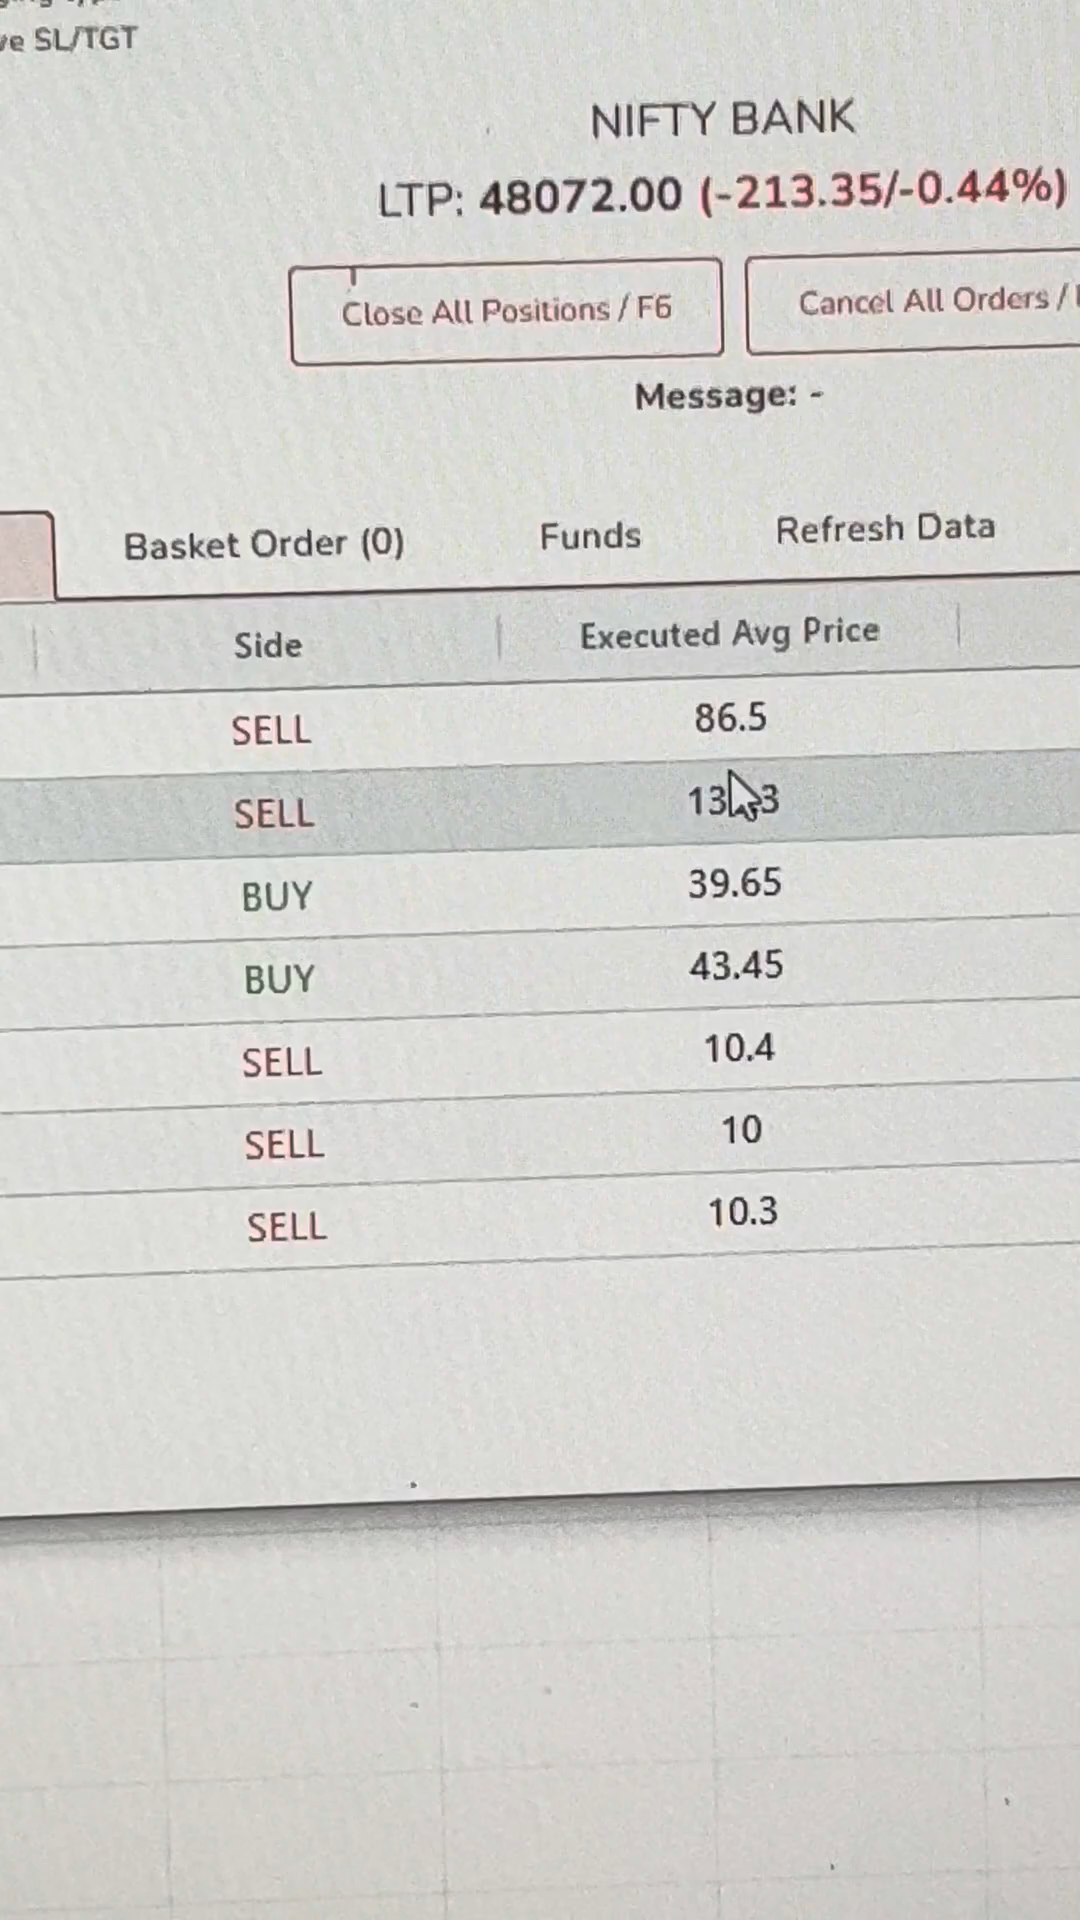 ve SL/TGT
NIFTY BANK
LTP: 48072.00 (-213.35/-0.44%)
Close All Positions / F6
Cancel All Orders /
Message: -
Basket Order (0)
Funds
Refresh Data
Side
Executed Avg Price
SELL
86.5
SELL
BUY
39.65
BUY
43.45
SELL
10.4
SELL
10
SELL
10.3